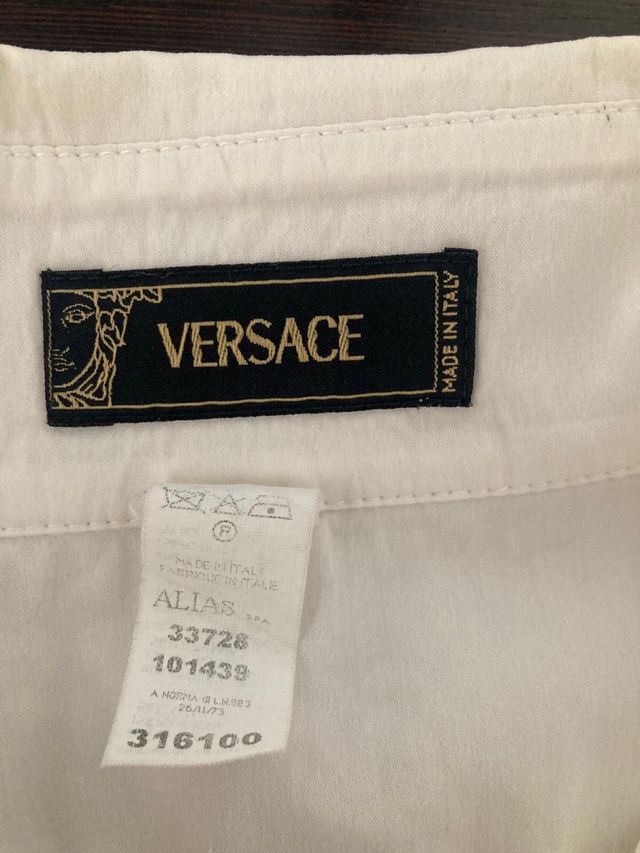 VERSACE
MADE IN ITALY
P
MADE IN ITALY
FABRIQUE IN ITALIE
ALIAS S.P.A.
33728
101439
A NORMA di L.N.883
26/11/73
316100